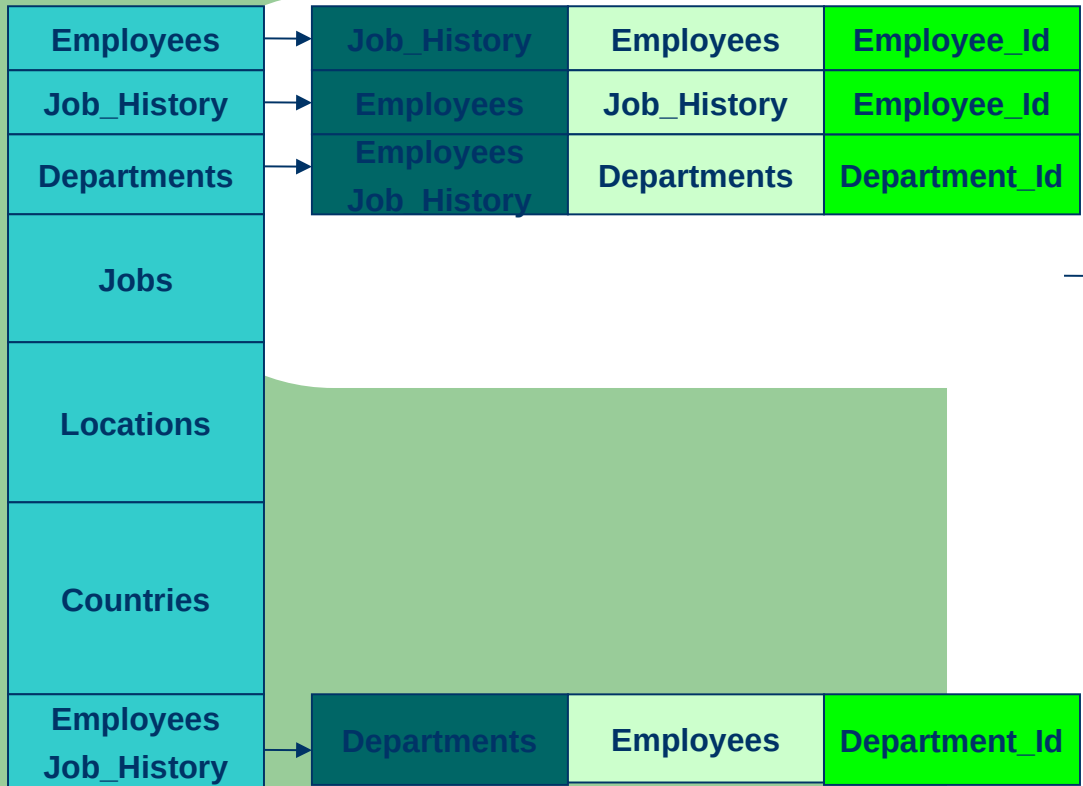 Employees Job_History Employees Employee_Id
Job_History Employees Job_History Employee_Id
Departments Employees Job_History Departments Department_Id
Jobs
Locations
Countries
Employees Job_History Departments Employees Department_Id